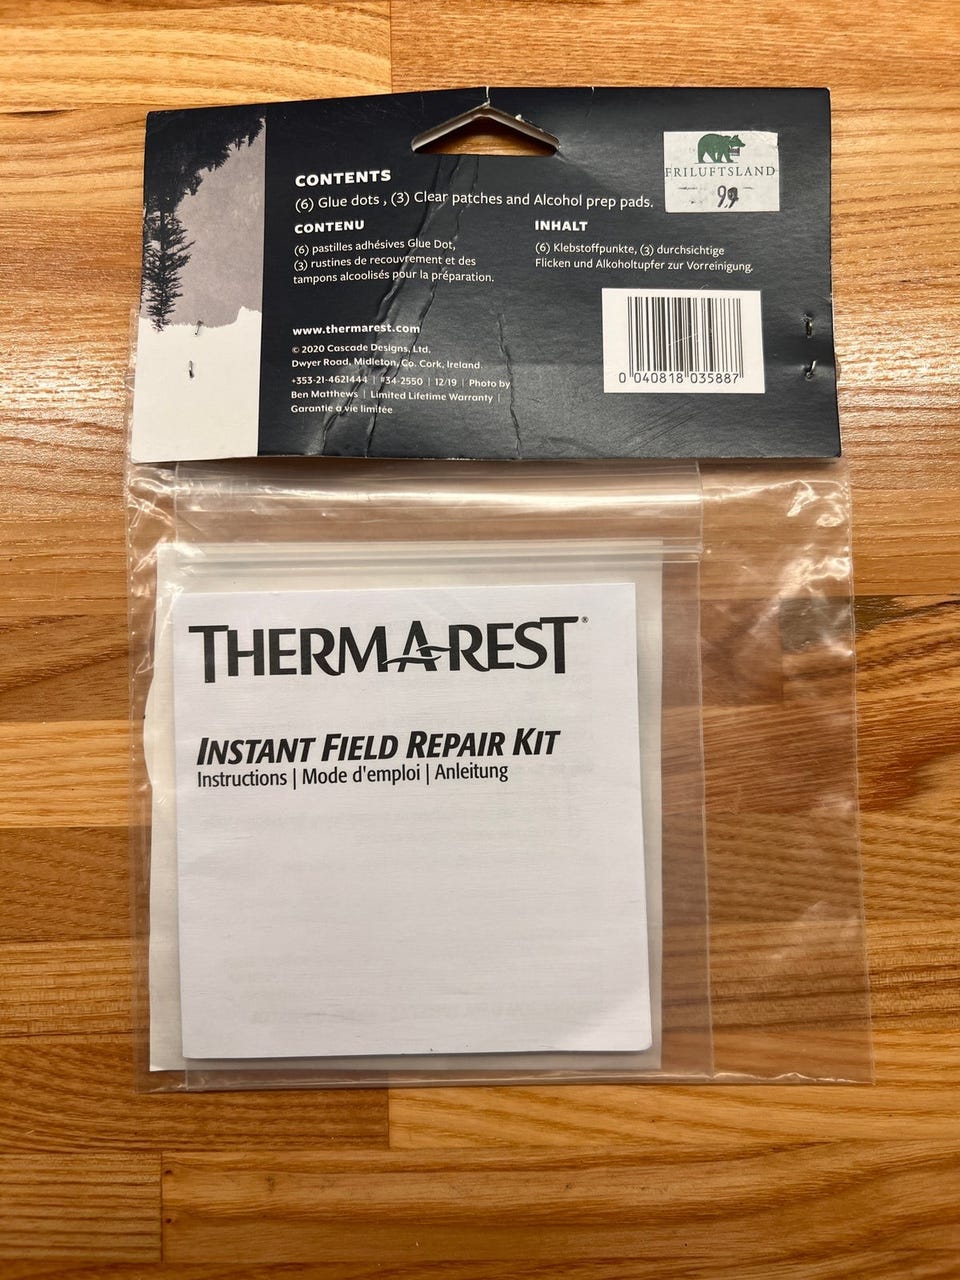 CONTENTS
(6) Glue dots , (3) Clear patches and Alcohol prep pads.
FRILUFTSLAND
99
CONTENU
(6) pastilles adhésives Glue Dot,
(3) rustines de recouvrement et des
tampons alcoolisés pour la préparation.
INHALT
(6) Klebstoffpunkte, (3) durchsichtige
Flicken und Alkoholtupfer zur Vorreinigung.
www.thermarest.com
© 2020 Cascade Designs, Ltd.
Dwyer Road, Midleton, Co. Cork, Ireland
+353-21-4621444 | #34-2550 | 12/19 | Photo by
Ben Matthews | Limited Lifetime Warranty |
Garantie a vie limitée
0 040818 035887
THERMAREST®
INSTANT FIELD REPAIR KIT
Instructions | Mode d'emploi | Anleitung